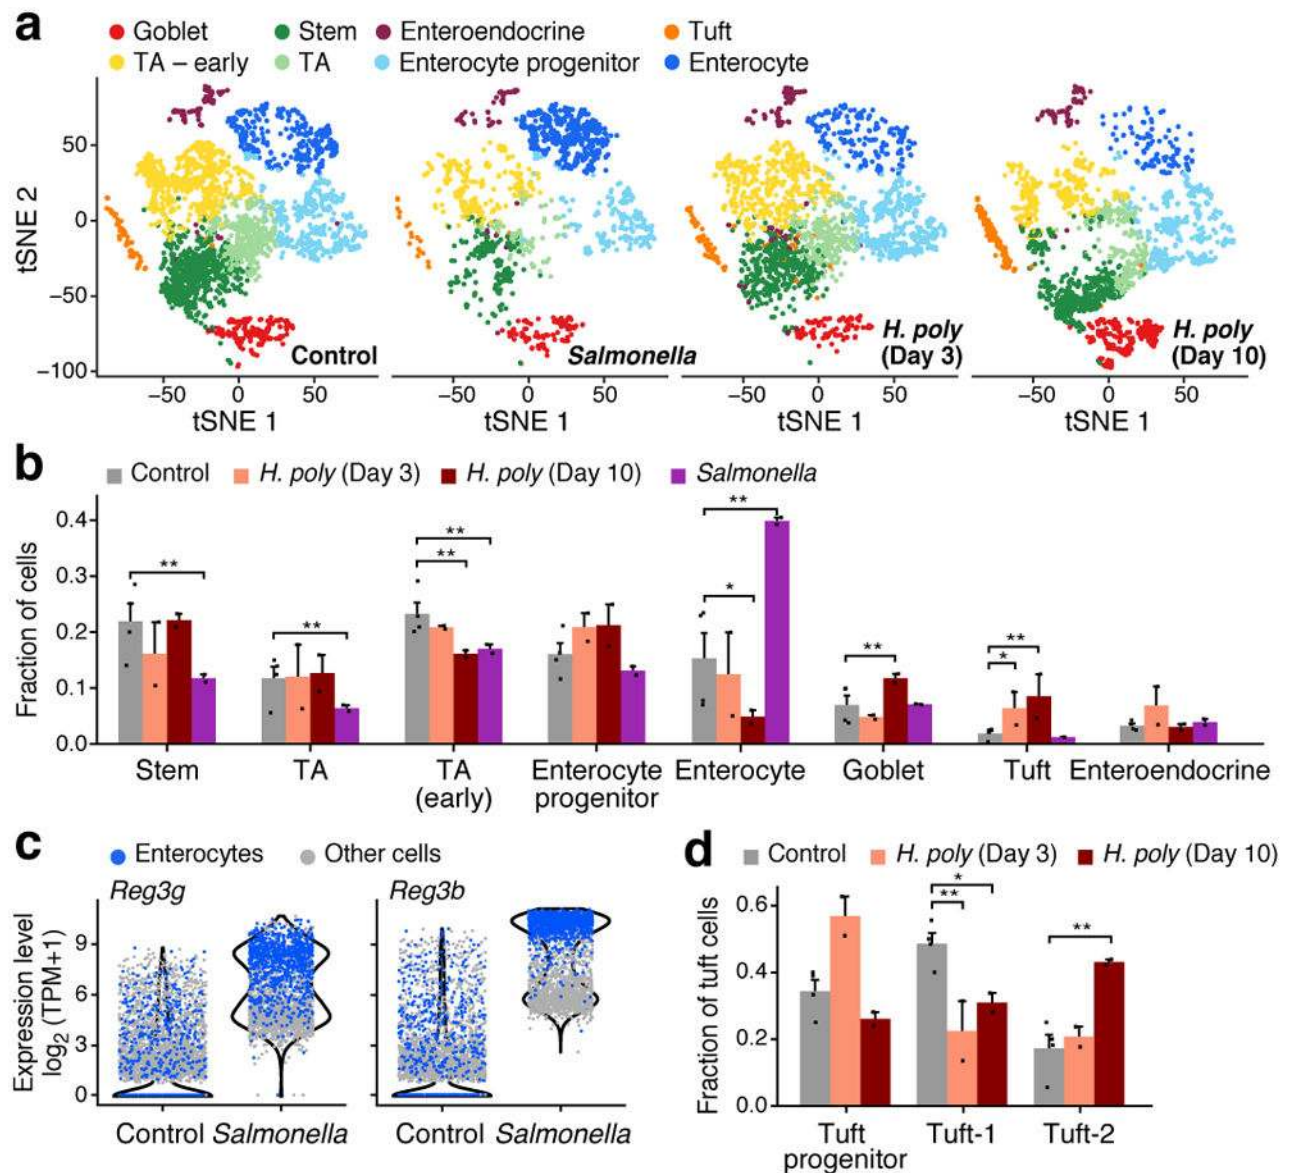 a
Goblet Stem Enteroendocrine Tuft
TA – early TA Enterocyte progenitor Enterocyte
tSNE 2
50
0
−50
−100
Control
Salmonella
H. poly
(Day 3)
H. poly
(Day 10)
−50 0 50 −50 0 50 −50 0 50 −50 0 50
tSNE 1 tSNE 1 tSNE 1 tSNE 1
b
Control H. poly (Day 3) H. poly (Day 10) Salmonella
Fraction of cells
0.4
0.3
0.2
0.1
0.0
** ** ** ** ** * ** * **
Stem TA TA Enterocyte Enterocyte Goblet Tuft Enteroendocrine
(early) progenitor
c
Enterocytes Other cells
Reg3g Reg3b
Expression level
log2 (TPM+1)
9
6
3
0
Control Salmonella Control Salmonella
d
Control H. poly (Day 3) H. poly (Day 10)
Fraction of tuft cells
0.6
0.4
0.2
0.0
*
** **
Tuft Tuft-1 Tuft-2
progenitor